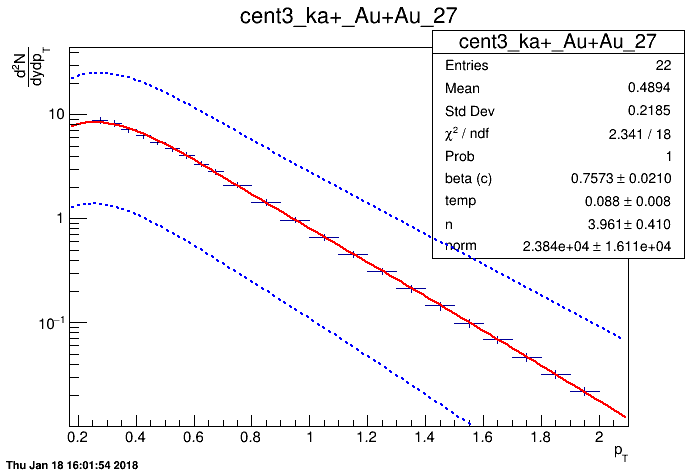 cent3_ka+_Au+Au_27
cent3_ka+_Au+Au_27
Entries 22
Mean 0.4894
Std Dev 0.2185
χ² / ndf 2.341 / 18
Prob 1
beta (c) 0.7573 ± 0.0210
temp 0.088 ± 0.008
n 3.961 ± 0.410
norm 2.384e+04 ± 1.611e+04
d²N
dydp_T
10
1
10⁻¹
0.2 0.4 0.6 0.8 1 1.2 1.4 1.6 1.8 2
p_T
Thu Jan 18 16:01:54 2018